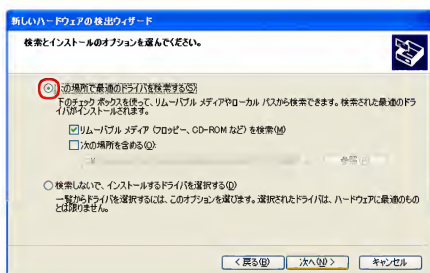 新しいハードウェアの検出ウィザード
検索とインストールのオプションを選んでください。
次の場所で最適のドライバを検索する(S)
下のチェック ボックスを使って、リムーバブル メディアやローカル パスから検索できます。検索された最適のドラ
イバがインストールされます。
リムーバブル メディア (フロッピー、CD-ROM など) を検索(M)
次の場所を含める(O):
参照(R)
検索しないで、インストールするドライバを選択する(D)
一覧からドライバを選択するには、このオプションを選びます。選択されたドライバは、ハードウェアに最適のもの
とは限りません。
< 戻る(B)
次へ(N) >
キャンセル